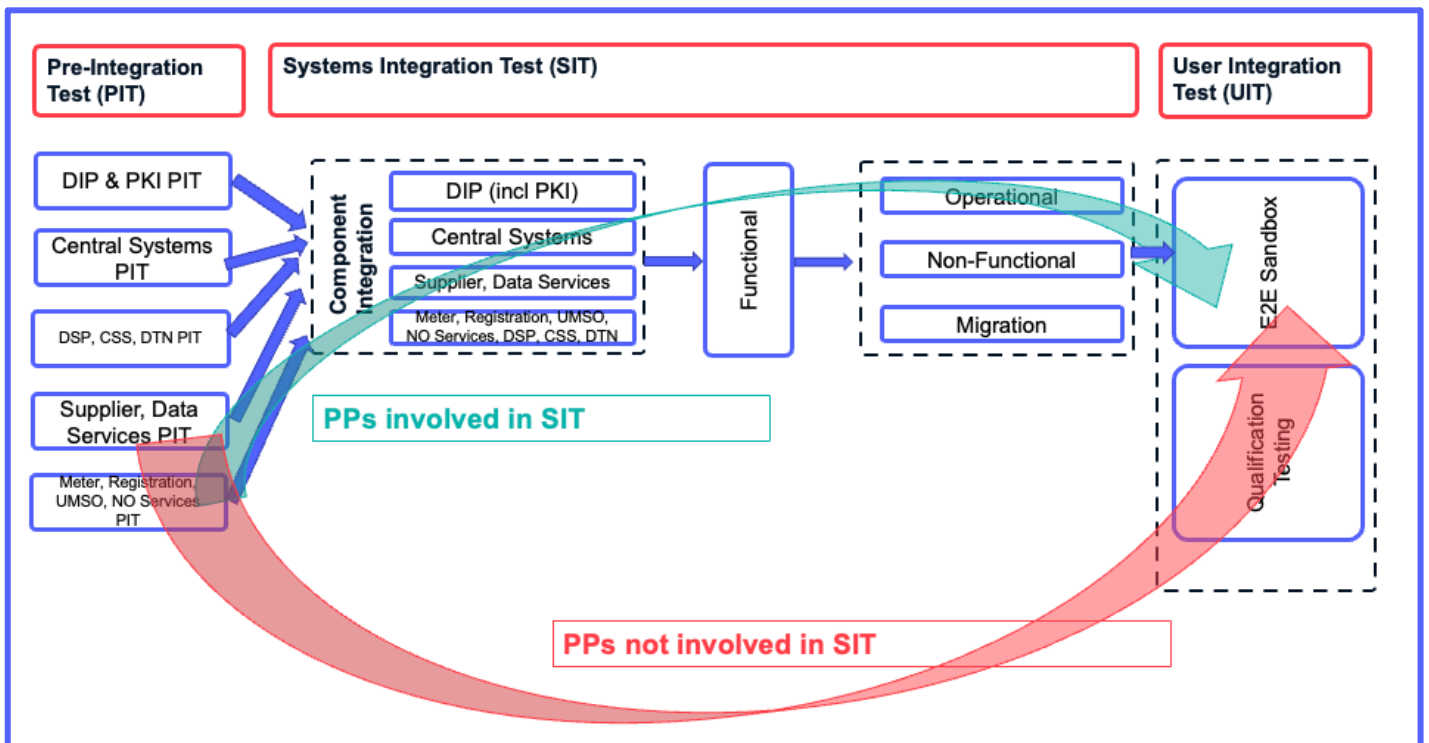 Pre-Integration
Test (PIT)
Systems Integration Test (SIT)
User Integration
Test (UIT)
DIP & PKI PIT
Central Systems
PIT
DSP, CSS, DTN PIT
Supplier, Data
Services PIT
Meter, Registration,
UMSO, NO Services
PIT
Component
Integration
DIP (incl PKI)
Central Systems
Supplier, Data Services
Meter, Registration, UMSO,
NO Services, DSP, CSS, DTN
Functional
Operational
Non-Functional
Migration
E2E Sandbox
Qualification
Testing
PPs involved in SIT
PPs not involved in SIT